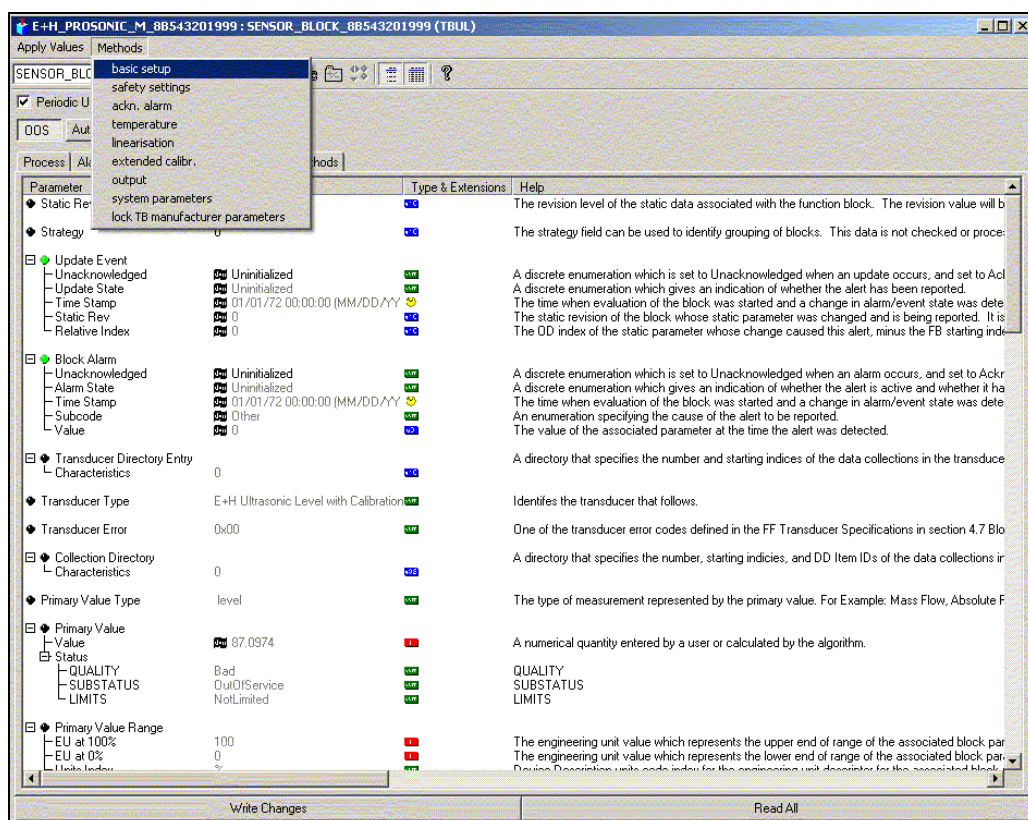 E+H_PROSONIC_M_8B543201999 : SENSOR_BLOCK_8B543201999 (TBUL)
Apply Values Methods
SENSOR_BLO
basic setup
safety settings
ackn. alarm
temperature
linearisation
extended calibr.
output
system parameters
lock TB manufacturer parameters
Periodic U
OOS Aut
Process Ala hods
Parameter Type & Extensions Help
Static Re The revision level of the static data associated with the function block. The revision value will b
Strategy 0 The strategy field can be used to identify grouping of blocks. This data is not checked or proce
Update Event
Unacknowledged Uninitialized A discrete enumeration which is set to Unacknowledged when an update occurs, and set to Ack
Update State Uninitialized A discrete enumeration which gives an indication of whether the alert has been reported.
Time Stamp 01/01/72 00:00:00 (MM/DD/YY The time when evaluation of the block was started and a change in alarm/event state was dete
Static Rev 0 The static revision of the block whose static parameter was changed and is being reported. It is
Relative Index 0 The OD index of the static parameter whose change caused this alert, minus the FB starting inde
Block Alarm
Unacknowledged Uninitialized A discrete enumeration which is set to Unacknowledged when an alarm occurs, and set to Ackr
Alarm State Uninitialized A discrete enumeration which gives an indication of whether the alert is active and whether it ha
Time Stamp 01/01/72 00:00:00 (MM/DD/YY The time when evaluation of the block was started and a change in alarm/event state was dete
Subcode Other An enumeration specifying the cause of the alert to be reported.
Value 0 The value of the associated parameter at the time the alert was detected.
Transducer Directory Entry A directory that specifies the number and starting indices of the data collections in the transduce
Characteristics 0
Transducer Type E+H Ultrasonic Level with Calibration Identifes the transducer that follows.
Transducer Error 0x00 One of the transducer error codes defined in the FF Transducer Specifications in section 4.7 Blo
Collection Directory A directory that specifies the number, starting indicies, and DD Item IDs of the data collections in
Characteristics 0
Primary Value Type level The type of measurement represented by the primary value. For Example: Mass Flow, Absolute F
Primary Value
Value 87.0974 A numerical quantity entered by a user or calculated by the algorithm.
Status
QUALITY Bad QUALITY
SUBSTATUS OutOfService SUBSTATUS
LIMITS NotLimited LIMITS
Primary Value Range
EU at 100% 100 The engineering unit value which represents the upper end of range of the associated block par
EU at 0% 0 The engineering unit value which represents the lower end of range of the associated block par
Units Index % Device Description units code index for the engineering unit descriptor for the associated block
Write Changes Read All